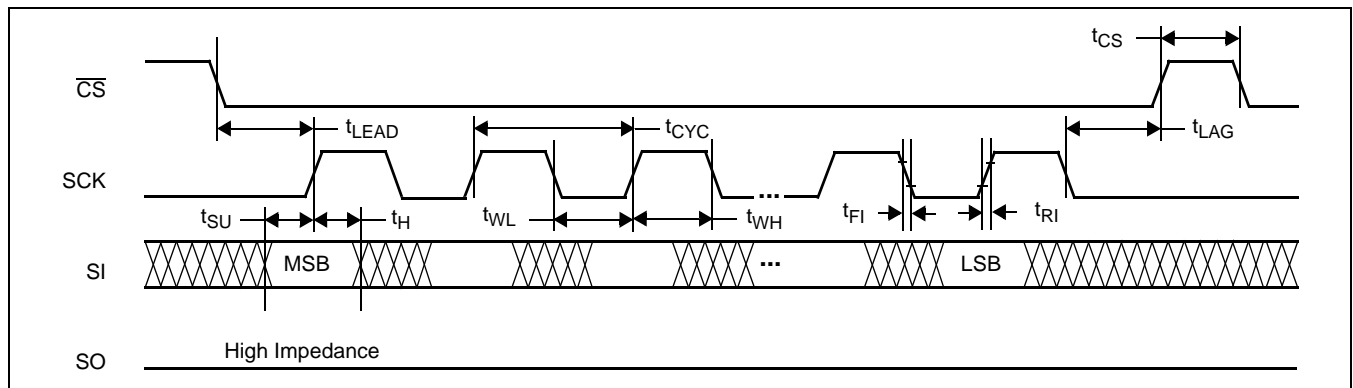 tCS
CS
tLEAD
tCYC
tLAG
SCK
...
tSU
tH
tWL
tWH
tFI
tRI
SI
MSB
...
LSB
SO
High Impedance